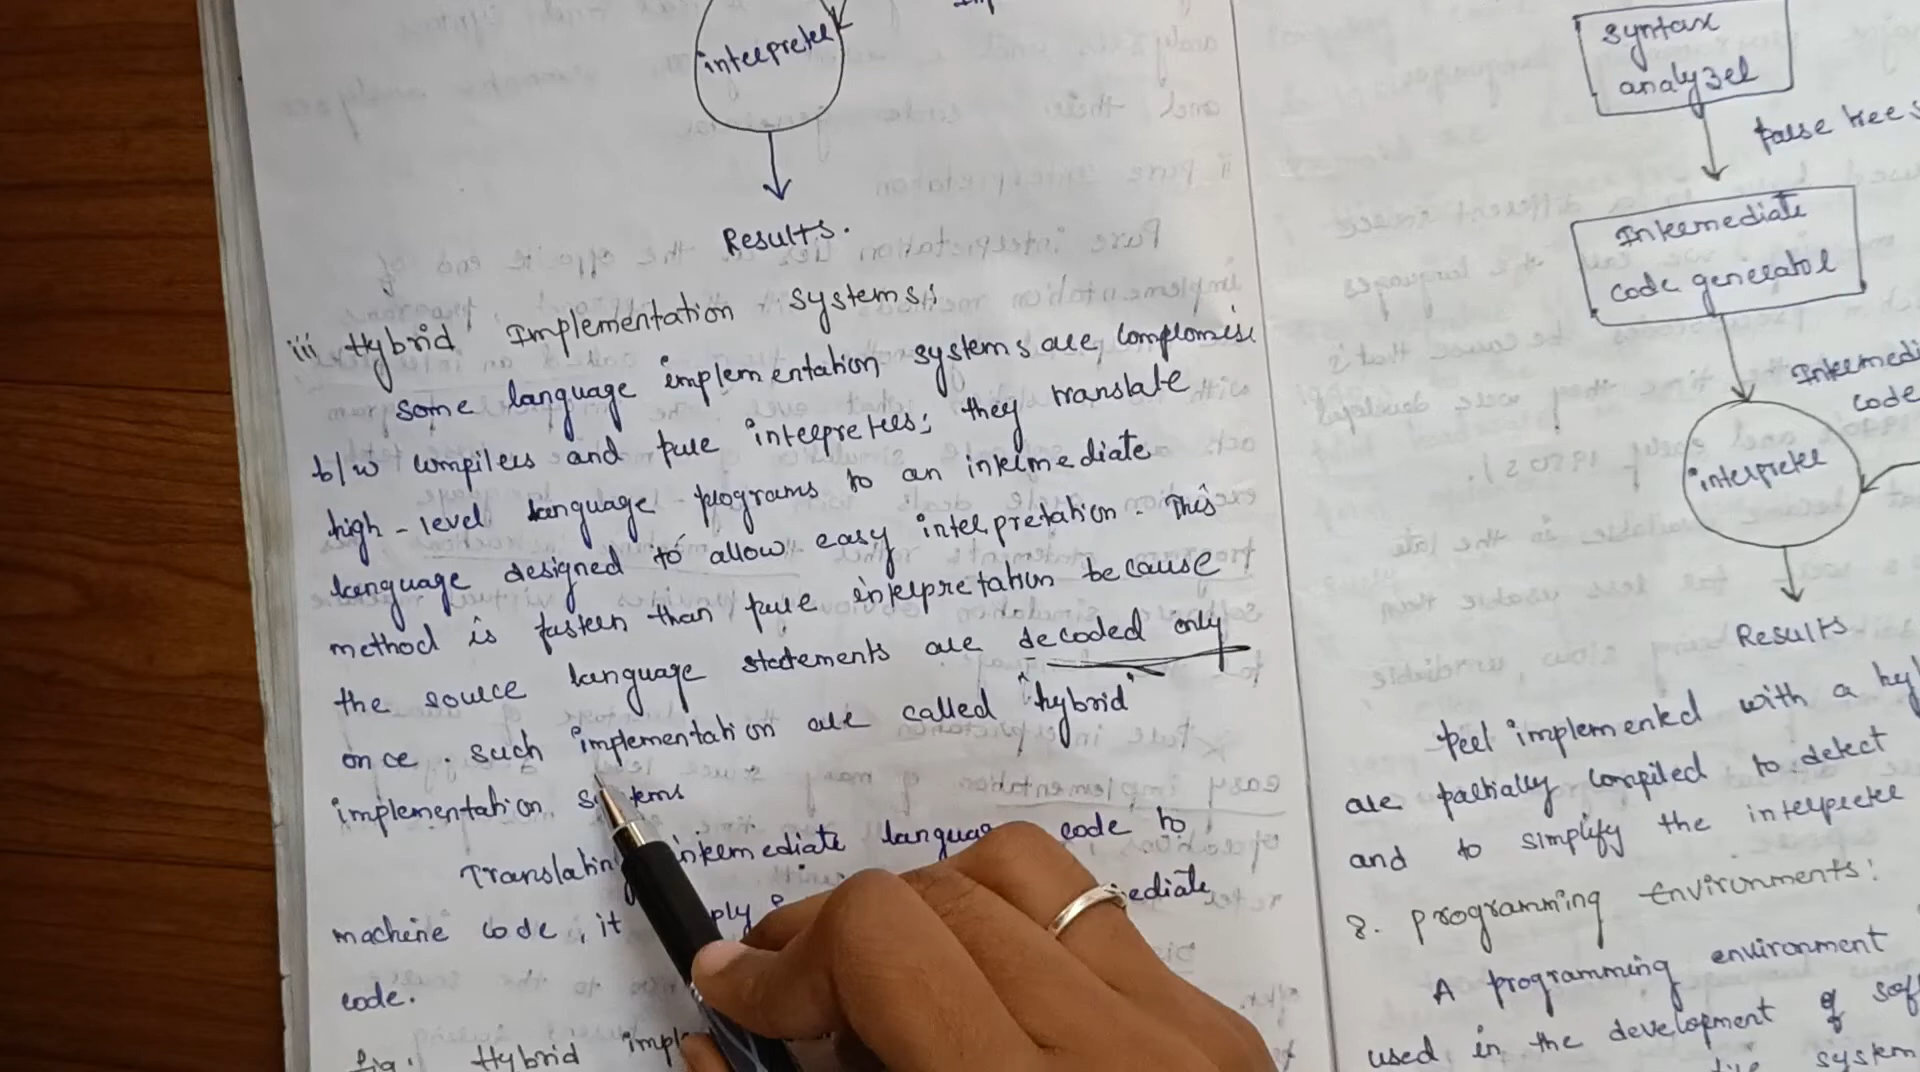 interpreter
Results.
iii Hybrid Implementation systems:
some language implementation systems are compromise
b/w compilers and pure interpreters; they translate
high-level language programs to an intermediate
language designed to allow easy interpretation. This
method is fasteen than pure interpretation because
the source language statements are decoded only
once. such implementation are called "hybrid"
implementation systems
Translating intermediate language code to
machine code, it
code.
fig: Hybrid
syntax
analyzer
parse trees
Intermediate
code generator
code
interpreter
Results
perl implemented with a
are partially compiled to detect
and to simplify the interpreter
8. programming Environments:
A programming environment
used in the development of
system